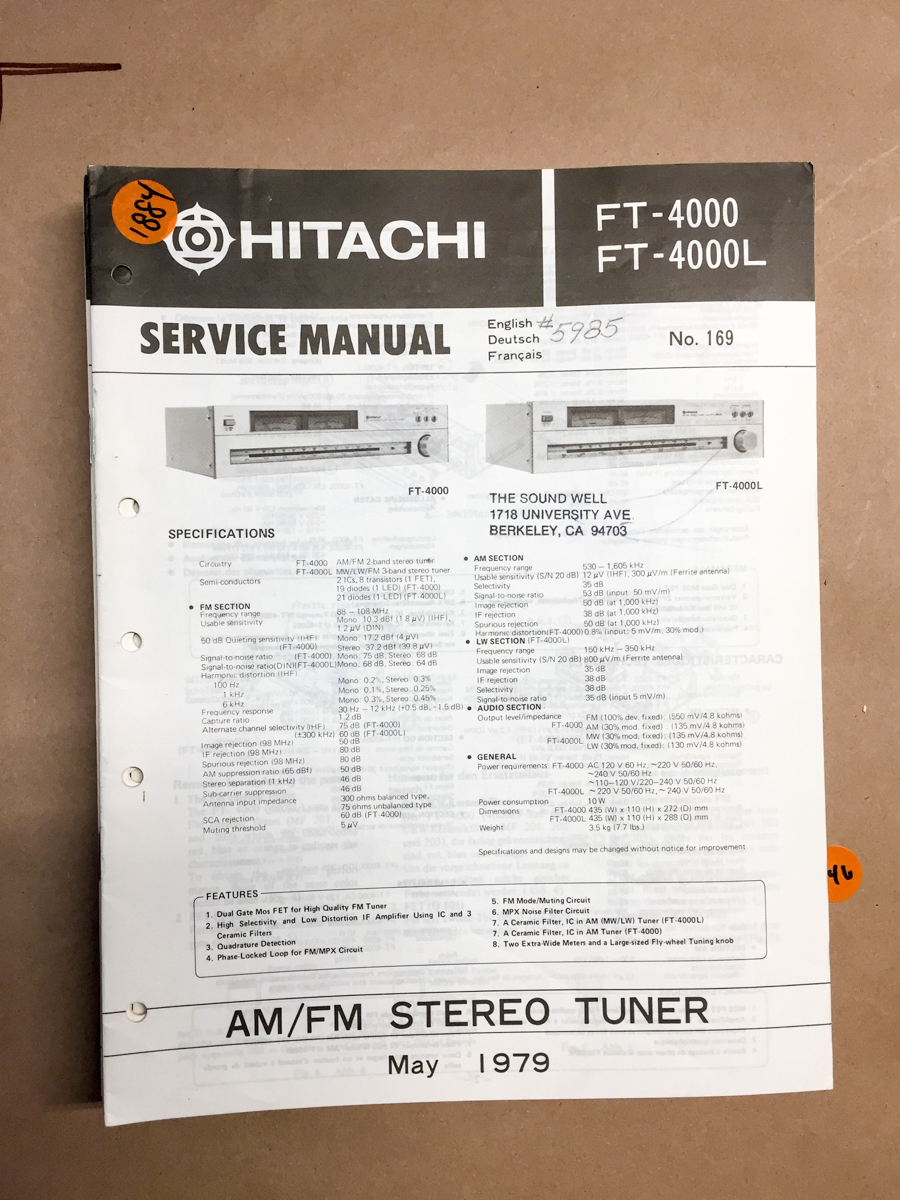 1884
HITACHI
FT-4000
FT-4000L
SERVICE MANUAL
English
Deutsch
Français
#5985
No. 169
FT-4000
FT-4000L
THE SOUND WELL
1718 UNIVERSITY AVE.
BERKELEY, CA 94703
SPECIFICATIONS
Circuitry FT-4000 AM/FM 2-band stereo tuner
FT-4000L MW/LW/FM 3-band stereo tuner
Semi-conductors 2 ICs, 8 transistors (1 FET),
19 diodes (1 LED) (FT-4000)
21 diodes (1 LED) (FT-4000L)
● FM SECTION
Frequency range 88 – 108 MHz
Usable sensitivity Mono: 10.3 dBf (1.8 µV) (IHF),
1.2 µV (DIN)
50 dB Quieting sensitivity (IHF) Mono: 17.2 dBf (4 µV)
(FT-4000) Stereo: 37.2 dBf (39.8 µV)
Signal-to-noise ratio (FT-4000) Mono: 75 dB, Stereo: 68 dB
Signal-to-noise ratio(DIN)(FT-4000L) Mono: 68 dB, Stereo: 64 dB
Harmonic distortion (IHF)
100 Hz Mono: 0.2%, Stereo: 0.3%
1 kHz Mono: 0.1%, Stereo: 0.25%
6 kHz Mono: 0.3%, Stereo: 0.45%
Frequency response 30 Hz – 12 kHz (+0.5 dB, -1.5 dB)
Capture ratio 1.2 dB
Alternate channel selectivity (IHF) 75 dB (FT-4000)
(±300 kHz) 60 dB (FT-4000L)
Image rejection (98 MHz) 50 dB
IF rejection (98 MHz) 80 dB
Spurious rejection (98 MHz) 80 dB
AM suppression ratio (65 dBf) 50 dB
Stereo separation (1 kHz) 46 dB
Sub-carrier suppression 46 dB
Antenna input impedance 300 ohms balanced type,
75 ohms unbalanced type
SCA rejection 60 dB (FT-4000)
Muting threshold 5 µV
● AM SECTION
Frequency range 530 – 1,605 kHz
Usable sensitivity (S/N 20 dB) 12 µV (IHF), 300 µV/m (Ferrite antenna)
Selectivity 35 dB
Signal-to-noise ratio 53 dB (input: 50 mV/m)
Image rejection 50 dB (at 1,000 kHz)
IF rejection 38 dB (at 1,000 kHz)
Spurious rejection 50 dB (at 1,000 kHz)
Harmonic distortion(FT-4000) 0.8% (input: 5 mV/m, 30% mod.)
● LW SECTION (FT-4000L)
Frequency range 150 kHz – 350 kHz
Usable sensitivity (S/N 20 dB) 800 µV/m (Ferrite antenna)
Image rejection 35 dB
IF rejection 38 dB
Selectivity 38 dB
Signal-to-noise ratio 35 dB (input 5 mV/m)
● AUDIO SECTION
Output level/impedance FM (100% dev. fixed): (550 mV/4.8 kohms)
FT-4000 AM (30% mod. fixed): (135 mV/4.8 kohms)
FT-4000L MW (30% mod. fixed): (135 mV/4.8 kohms)
LW (30% mod. fixed): (130 mV/4.8 kohms)
● GENERAL
Power requirements FT-4000 AC 120 V 60 Hz, ~220 V 50/60 Hz,
~240 V 50/60 Hz
~110–120 V/220–240 V 50/60 Hz
FT-4000L ~ 220 V 50/60 Hz, ~ 240 V 50/60 Hz
Power consumption 10 W
Dimensions FT-4000 435 (W) x 110 (H) x 272 (D) mm
FT-4000L 435 (W) x 110 (H) x 288 (D) mm
Weight 3.5 kg (7.7 lbs.)
Specifications and designs may be changed without notice for improvement
46
FEATURES
1. Dual Gate Mos FET for High Quality FM Tuner
2. High Selectivity and Low Distortion IF Amplifier Using IC and 3
Ceramic Filters
3. Quadrature Detection
4. Phase-Locked Loop for FM/MPX Circuit
5. FM Mode/Muting Circuit
6. MPX Noise Filter Circuit
7. A Ceramic Filter, IC in AM (MW/LW) Tuner (FT-4000L)
7. A Ceramic Filter, IC in AM Tuner (FT-4000)
8. Two Extra-Wide Meters and a Large-sized Fly-wheel Tuning knob
AM/FM STEREO TUNER
May 1979